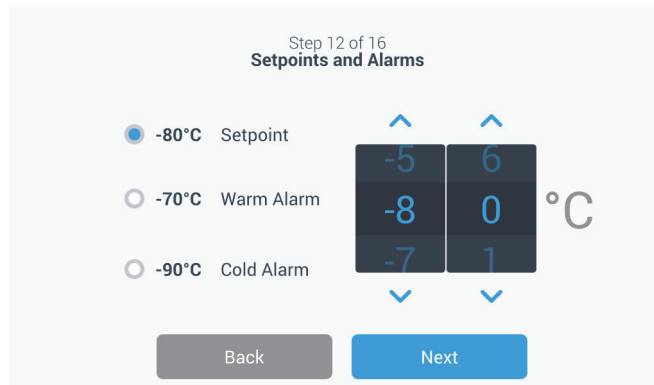 Step 12 of 16
Setpoints and Alarms
-80°C Setpoint
-70°C Warm Alarm
-90°C Cold Alarm
-5 6
-8 0 °C
-7 1
Back Next